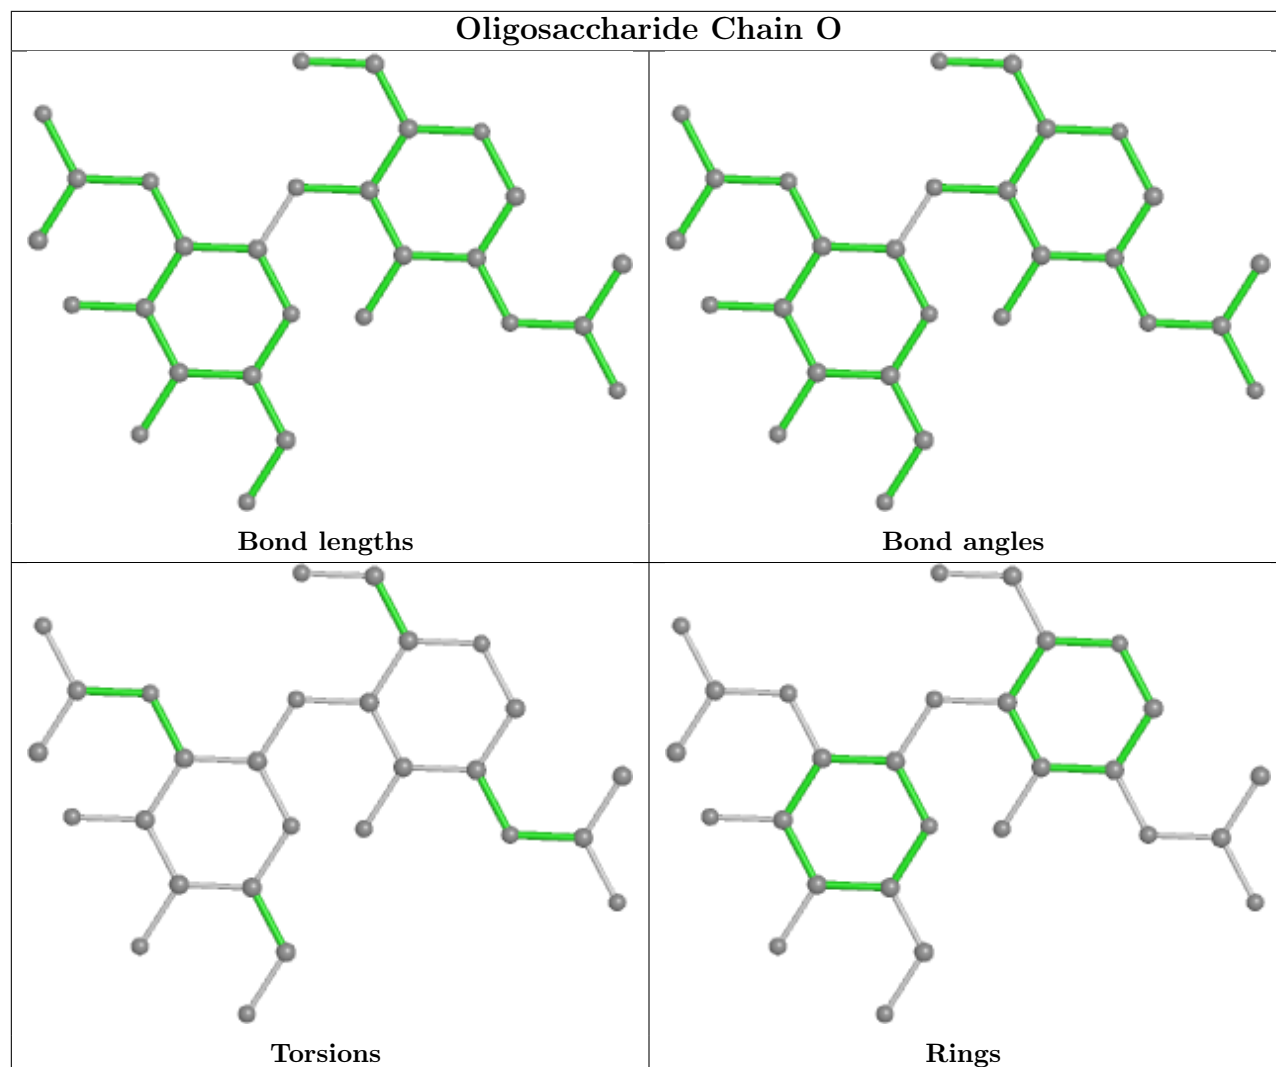 Oligosaccharide Chain O
Bond lengths
Bond angles
Torsions
Rings